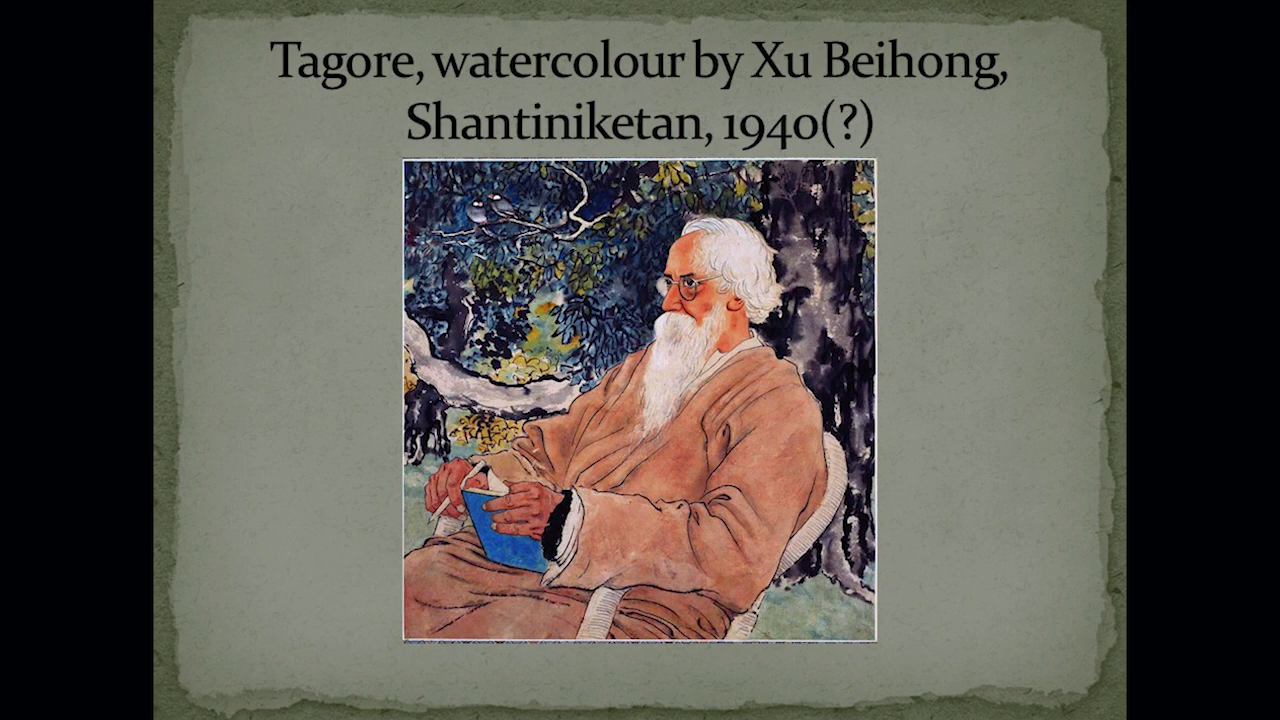 Tagore, watercolour by Xu Beihong,
Shantiniketan, 1940(?)